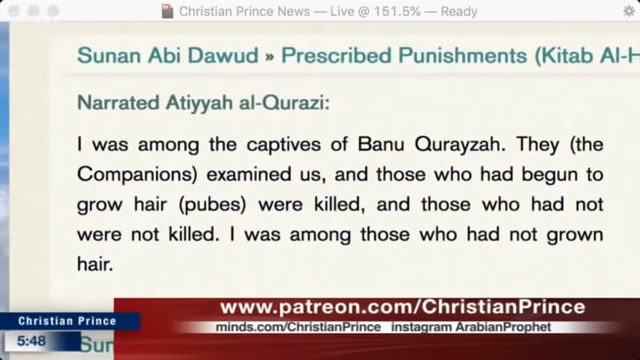 Christian Prince News — Live @ 151.5% — Ready
Sunan Abi Dawud » Prescribed Punishments (Kitab Al-H
Narrated Atiyyah al-Qurazi:
I was among the captives of Banu Qurayzah. They (the
Companions) examined us, and those who had begun to
grow hair (pubes) were killed, and those who had not
were not killed. I was among those who had not grown
hair.
www.patreon.com/ChristianPrince
minds.com/ChristianPrince instagram ArabianProphet
Christian Prince
5:48
Sun